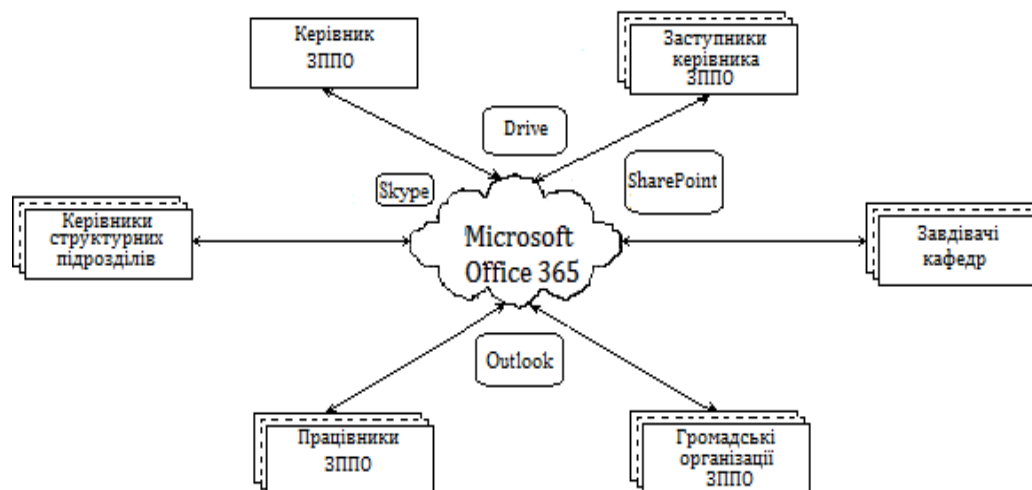 Керівник
ЗППО
Заступники
керівника
ЗППО
Drive
SharePoint
Skype
Керівники
структурних
підрозділів
Microsoft
Office 365
Завдівачі
кафедр
Outlook
Працівники
ЗППО
Громадські
організації
ЗППО